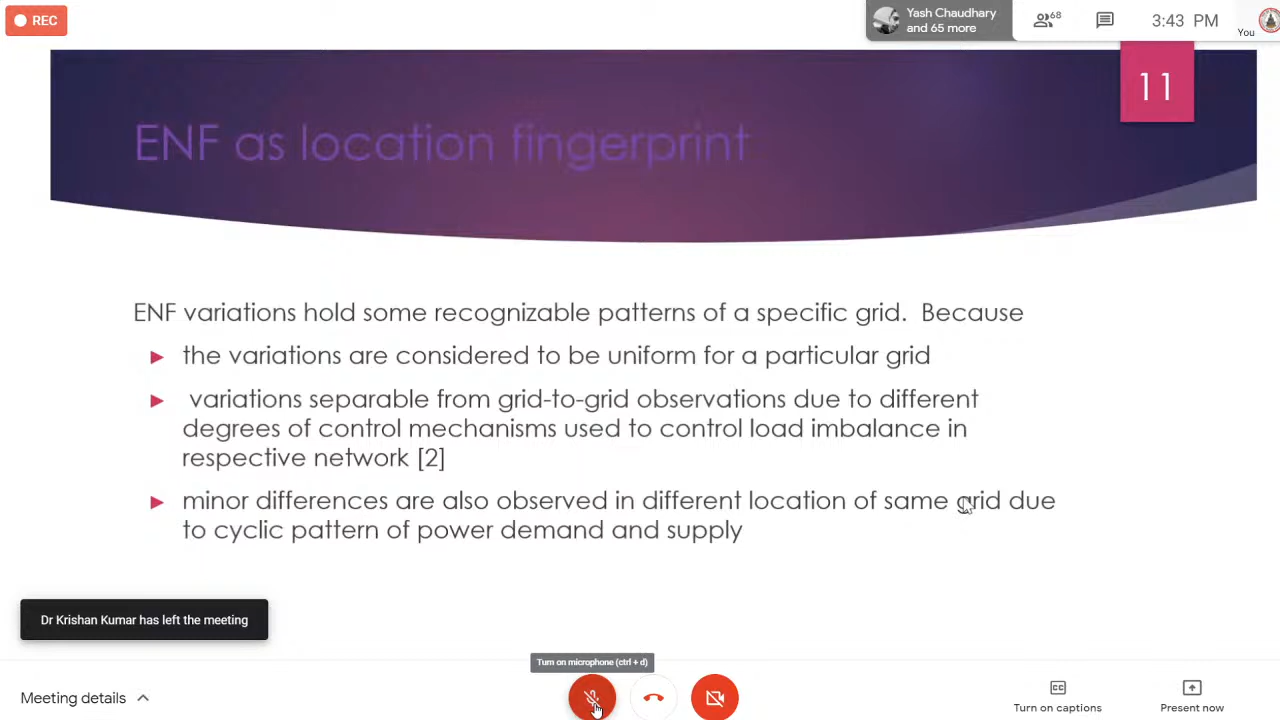 REC
Yash Chaudhary
and 65 more
68
3:43 PM
You
11
ENF as location fingerprint
ENF variations hold some recognizable patterns of a specific grid. Because
the variations are considered to be uniform for a particular grid
variations separable from grid-to-grid observations due to different
degrees of control mechanisms used to control load imbalance in
respective network [2]
minor differences are also observed in different location of same grid due
to cyclic pattern of power demand and supply
Dr Krishan Kumar has left the meeting
Turn on microphone (ctrl + d)
Meeting details
CC
Turn on captions
Present now